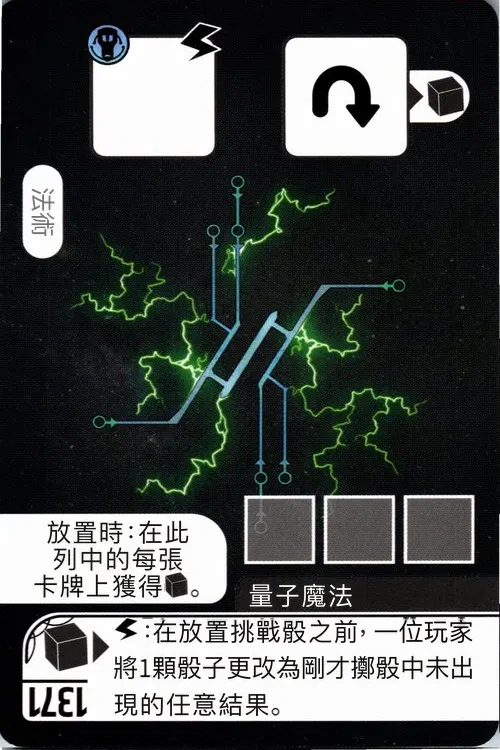 法術
放置時：在此
列中的每張
卡牌上獲得。
量子魔法
：在放置挑戰骰之前，一位玩家
將1顆骰子更改為剛才擲骰中未出
現的任意結果。
1371